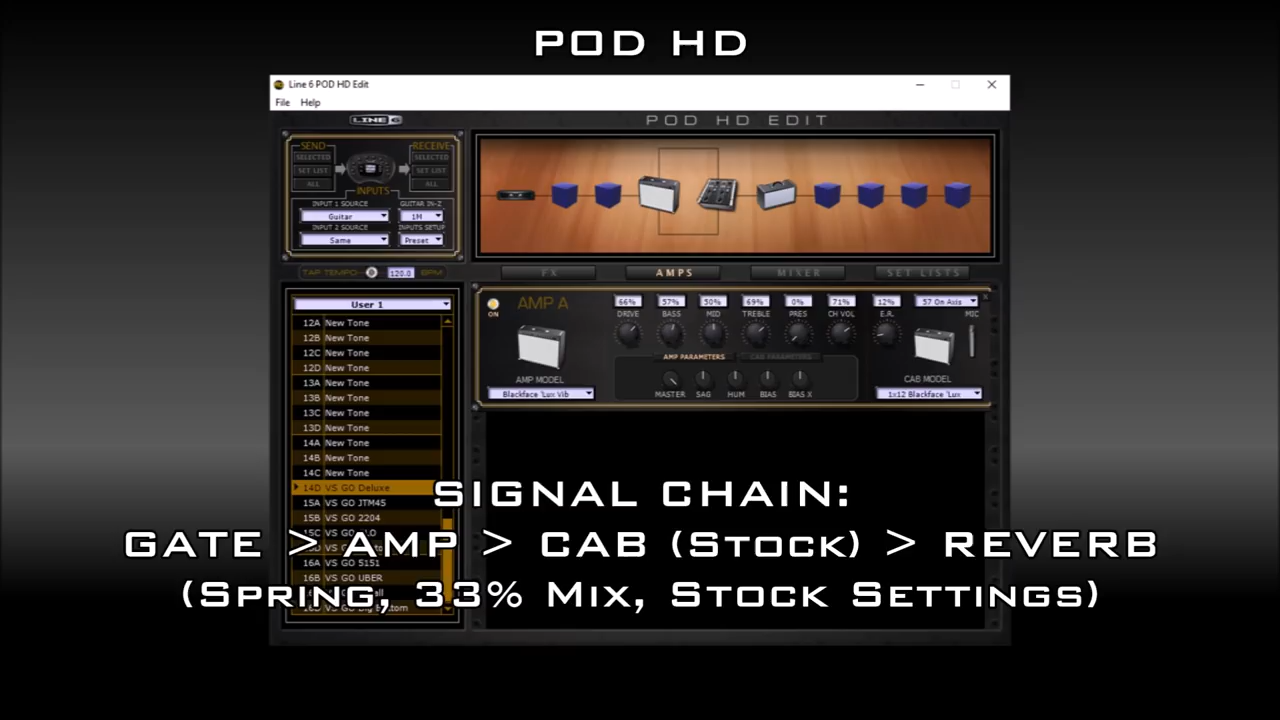 POD HD
Line 6 POD HD Edit
File Help
LINE 6
POD HD EDIT
SEND RECEIVE
SELECTED SELECTED
SET LIST SET LIST
ALL ALL
INPUTS
INPUT 1 SOURCE GUITAR IN-Z
Guitar 1M
INPUT 2 SOURCE INPUTS SETUP
Same Preset
TAP TEMPO 120.0 BPM
FX AMPS MIXER SET LISTS
User 1
12A New Tone
12B New Tone
12C New Tone
12D New Tone
13A New Tone
13B New Tone
13C New Tone
13D New Tone
14A New Tone
14B New Tone
14C New Tone
14D VS GO Deluxe
15A VS GO JTM45
15B VS GO 2204
15C VS GO
16A VS GO 5151
16B VS GO UBER
AMP A
ON
66% 57% 50% 69% 0% 71% 12% 57 On Axis
DRIVE BASS MID TREBLE PRES CH VOL E.R. MIC
AMP PARAMETERS CAB PARAMETERS
MASTER SAG HUM BIAS BIAS X
AMP MODEL
Blackface 'Lux Vib
CAB MODEL
1x12 Blackface 'Lux
SIGNAL CHAIN:
GATE > AMP > CAB (Stock) > REVERB
(Spring, 33% Mix, Stock Settings)